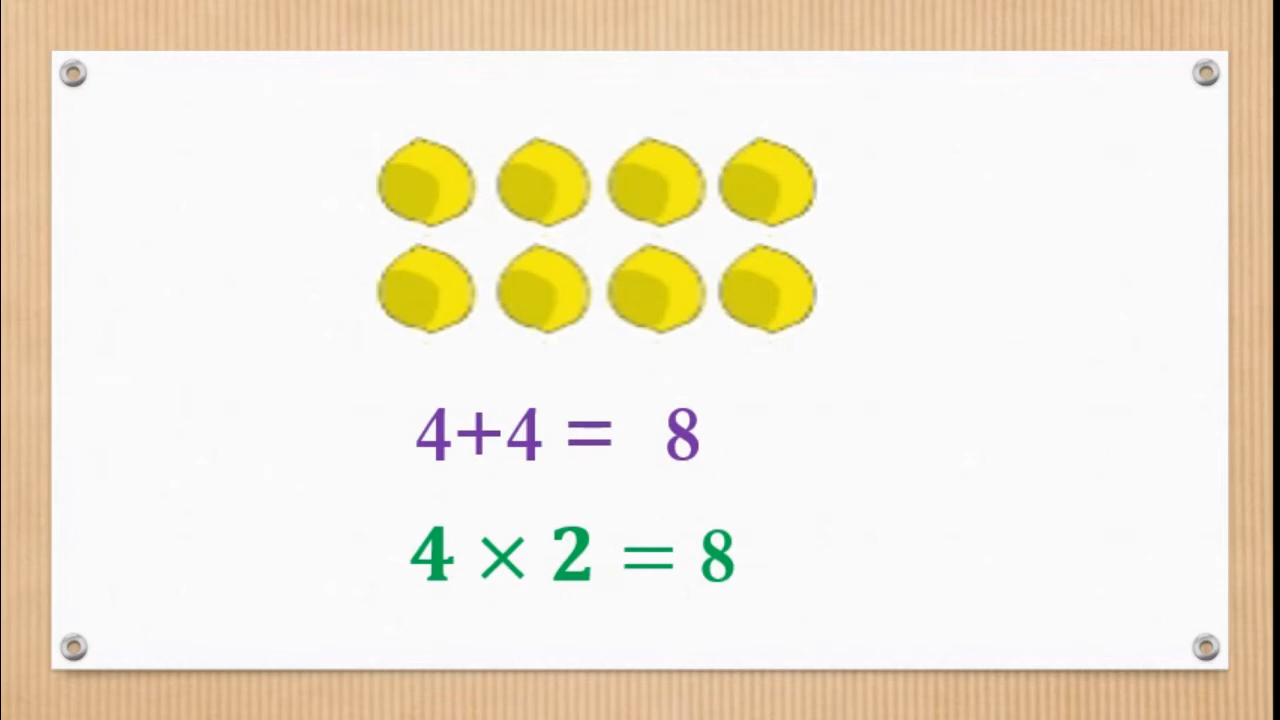 4+4 = 8
4 × 2 = 8